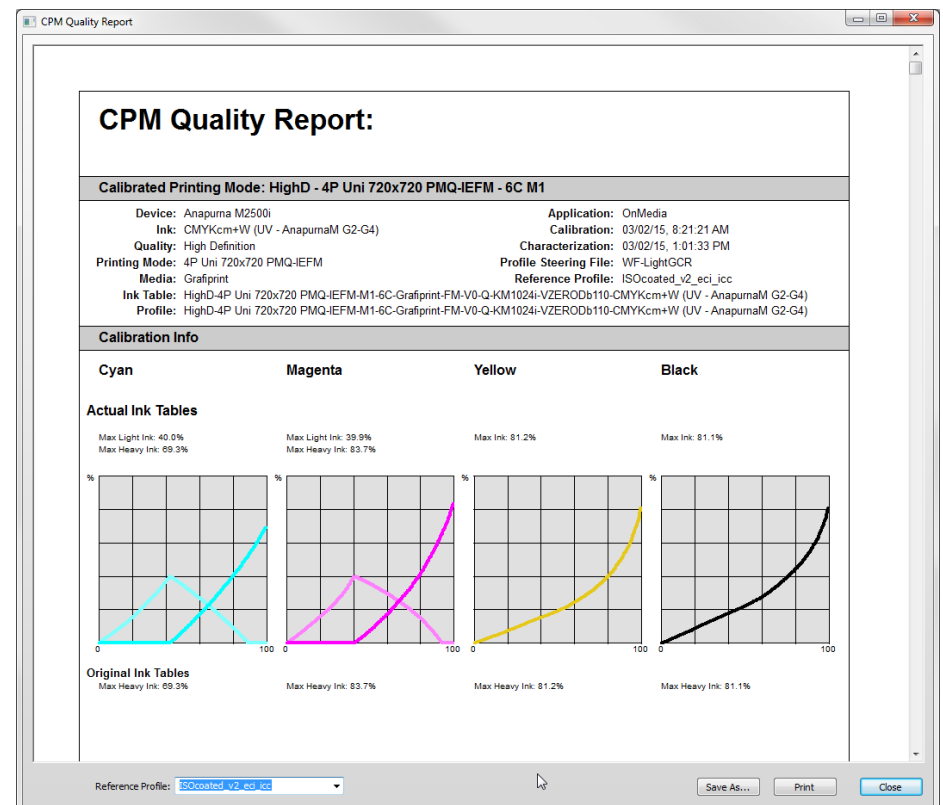 CPM Quality Report
CPM Quality Report:
Calibrated Printing Mode: HighD - 4P Uni 720x720 PMQ-IEFM - 6C M1
Device: Anapurna M2500i Application: OnMedia
Ink: CMYKcm+W (UV - AnapurnaM G2-G4) Calibration: 03/02/15, 8:21:21 AM
Quality: High Definition Characterization: 03/02/15, 1:01:33 PM
Printing Mode: 4P Uni 720x720 PMQ-IEFM Profile Steering File: WF-LightGCR
Media: Grafiprint Reference Profile: ISOcoated_v2_eci_icc
Ink Table: HighD-4P Uni 720x720 PMQ-IEFM-M1-6C-Grafiprint-FM-V0-Q-KM1024i-VZERODb110-CMYKcm+W (UV - AnapurnaM G2-G4)
Profile: HighD-4P Uni 720x720 PMQ-IEFM-M1-6C-Grafiprint-FM-V0-Q-KM1024i-VZERODb110-CMYKcm+W (UV - AnapurnaM G2-G4)
Calibration Info
Cyan Magenta Yellow Black
Actual Ink Tables
Max Light Ink: 40.0% Max Light Ink: 39.9% Max Ink: 81.2% Max Ink: 81.1%
Max Heavy Ink: 69.3% Max Heavy Ink: 83.7%
% % % %
0 100 0 100 0 100 0 100
Original Ink Tables
Max Heavy Ink: 69.3% Max Heavy Ink: 83.7% Max Heavy Ink: 81.2% Max Heavy Ink: 81.1%
Reference Profile: ISOcoated_v2_eci_icc Save As... Print Close